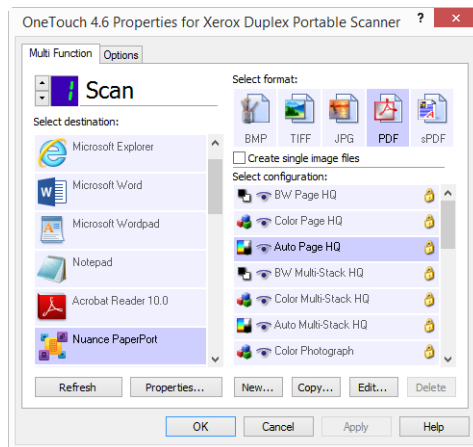 OneTouch 4.6 Properties for Xerox Duplex Portable Scanner ? ×
Multi Function Options
1 Scan
Select destination:
Microsoft Explorer
Microsoft Word
Microsoft Wordpad
Notepad
Acrobat Reader 10.0
Nuance PaperPort
Refresh Properties...
Select format:
BMP TIFF JPG PDF sPDF
Create single image files
Select configuration:
BW Page HQ
Color Page HQ
Auto Page HQ
BW Multi-Stack HQ
Color Multi-Stack HQ
Auto Multi-Stack HQ
Color Photograph
New... Copy... Edit... Delete
OK Cancel Apply Help